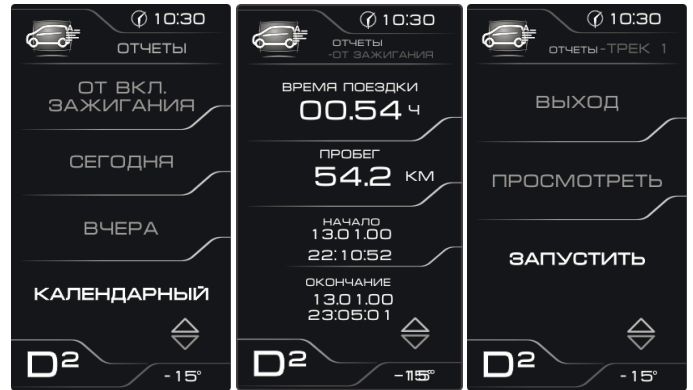 10:30
ОТЧЕТЫ
ОТ ВКЛ.
ЗАЖИГАНИЯ
СЕГОДНЯ
ВЧЕРА
КАЛЕНДАРНЫЙ
D2
-15°
10:30
ОТЧЕТЫ
-ОТ ЗАЖИГАНИЯ
ВРЕМЯ ПОЕЗДКИ
00.54 Ч
ПРОБЕГ
54.2 КМ
НАЧАЛО
13.01.00
22:10:52
ОКОНЧАНИЕ
13.01.00
23:05:01
D2
10:30
ОТЧЕТЫ-ТРЕК 1
ВЫХОД
ПРОСМОТРЕТЬ
ЗАПУСТИТЬ
D2
-15°